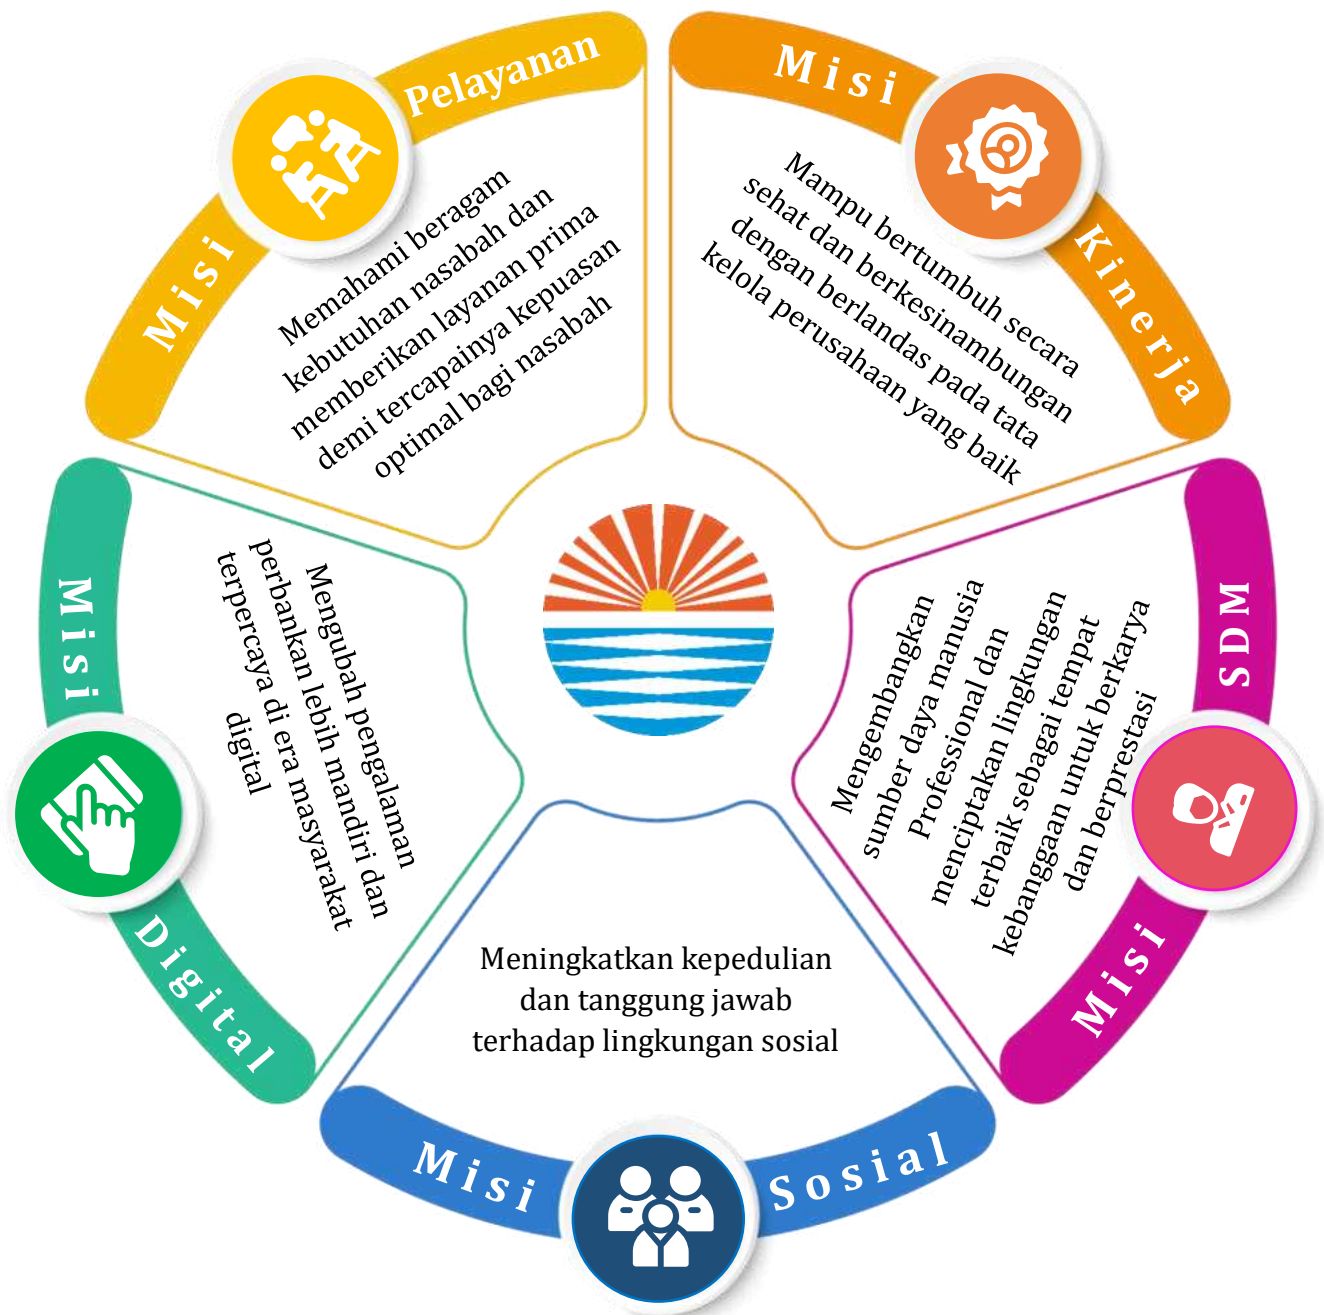 Misi Pelayanan
Memahami beragam
kebutuhan nasabah dan
memberikan layanan prima
demi tercapainya kepuasan
optimal bagi nasabah
Misi Kinerja
Mampu bertumbuh secara
sehat dan berkesinambungan
dengan berlandas pada tata
kelola perusahaan yang baik
Misi SDM
Mengembangkan
sumber daya manusia
Professional dan
menciptakan lingkungan
terbaik sebagai tempat
kebanggaan untuk berkarya
dan berprestasi
Misi Sosial
Meningkatkan kepedulian
dan tanggung jawab
terhadap lingkungan sosial
Misi Digital
Mengubah pengalaman
perbankan lebih mandiri dan
terpercaya di era masyarakat
digital